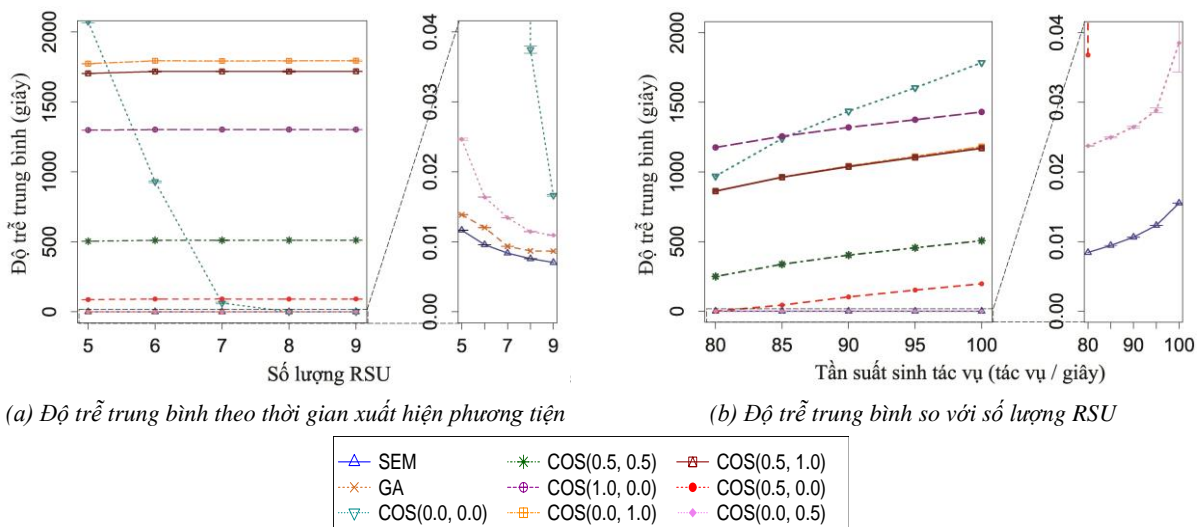 Độ trễ trung bình (giây)
2000
1500
1000
500
0
5 6 7 8 9
0.04
0.03
0.02
0.01
0.00
5 7 9
Số lượng RSU
(a) Độ trễ trung bình theo thời gian xuất hiện phương tiện
Độ trễ trung bình (giây)
2000
1500
1000
500
0
80 85 90 95 100
0.04
0.03
0.02
0.01
0.00
80 90 100
Tần suất sinh tác vụ (tác vụ / giây)
(b) Độ trễ trung bình so với số lượng RSU
SEM COS(0.5, 0.5) COS(0.5, 1.0)
GA COS(1.0, 0.0) COS(0.5, 0.0)
COS(0.0, 0.0) COS(0.0, 1.0) COS(0.0, 0.5)